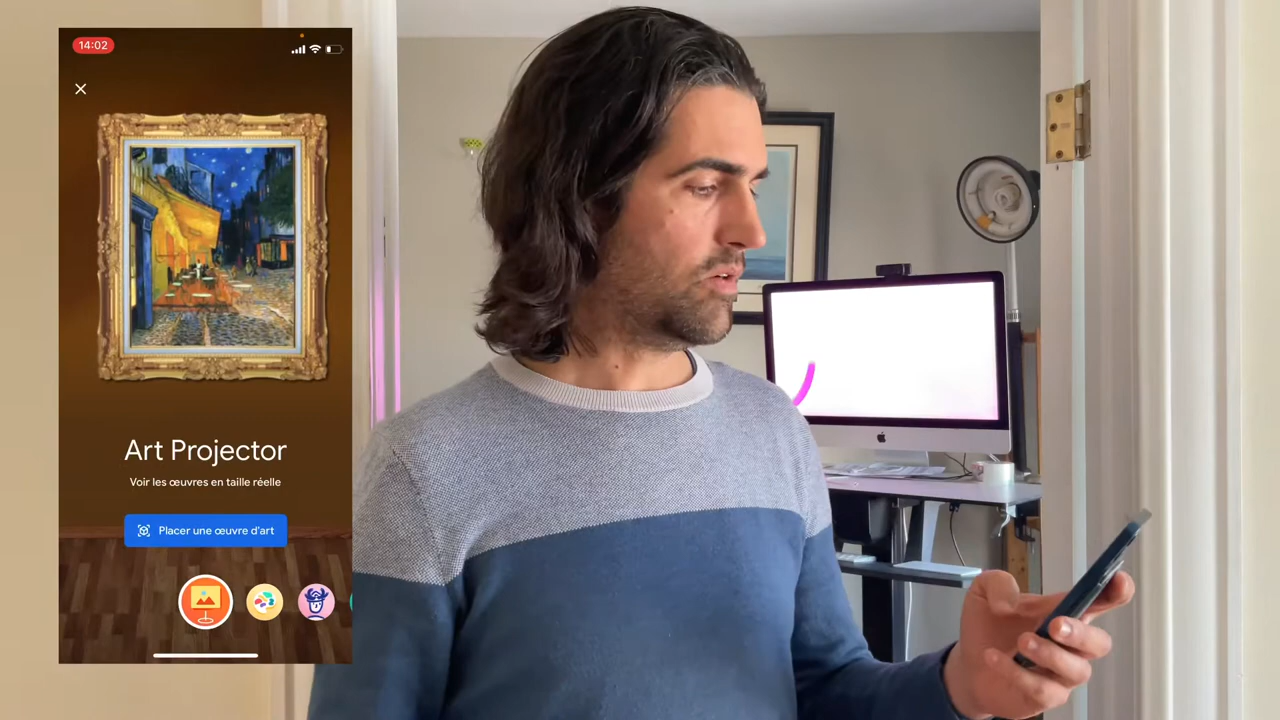 14:02
Art Projector
Voir les œuvres en taille réelle
Placer une œuvre d'art